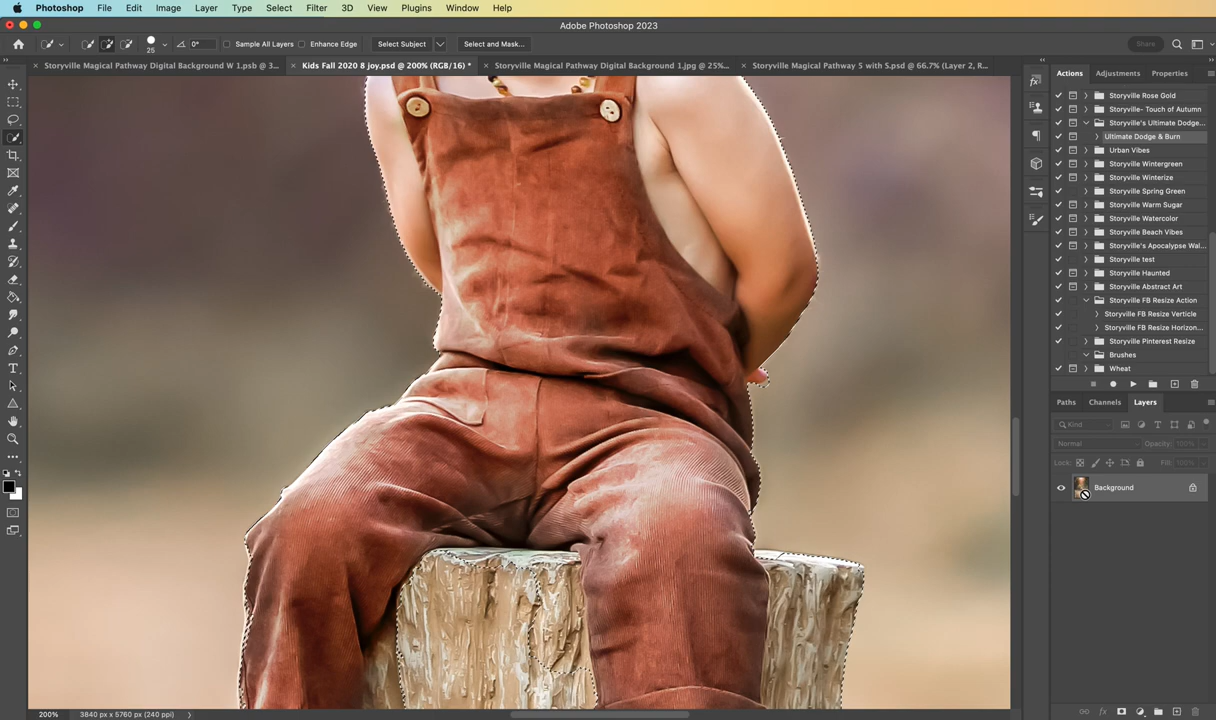 Photoshop File Edit Image Layer Type Select Filter 3D View Plugins Window Help
Adobe Photoshop 2023
25 0° Sample All Layers Enhance Edge Select Subject Select and Mask... Share
Storyville Magical Pathway Digital Background W 1.psb @ 3... Kids Fall 2020 8 joy.psd @ 200% (RGB/16) * Storyville Magical Pathway Digital Background 1.jpg @ 25%... Storyville Magical Pathway 5 with S.psd @ 66.7% (Layer 2, R...
Actions Adjustments Properties
Storyville Rose Gold
Storyville- Touch of Autumn
Storyville's Ultimate Dodge...
Ultimate Dodge & Burn
Urban Vibes
Storyville Wintergreen
Storyville Winterize
Storyville Spring Green
Storyville Warm Sugar
Storyville Watercolor
Storyville Beach Vibes
Storyville's Apocalypse Wal...
Storyville test
Storyville Haunted
Storyville Abstract Art
Storyville FB Resize Action
Storyville FB Resize Verticle
Storyville FB Resize Horizon...
Storyville Pinterest Resize
Brushes
Wheat
Paths Channels Layers
Kind
Normal Opacity: 100%
Lock: Fill: 100%
Background
200% 3840 px x 5760 px (240 ppi)